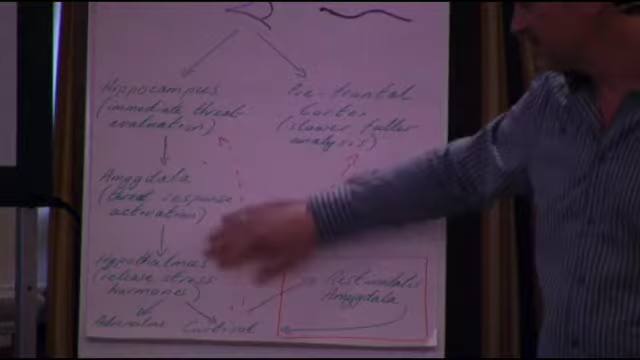 Hippocampus
(immediate threat
evaluation)
Pre-frontal
Cortex
(slower fuller
analysis)
Amygdala
(threat response
activation)
Hypothalmus
(release stress
hormones)
Adrenaline Cortisol
Restimulates
Amygdala